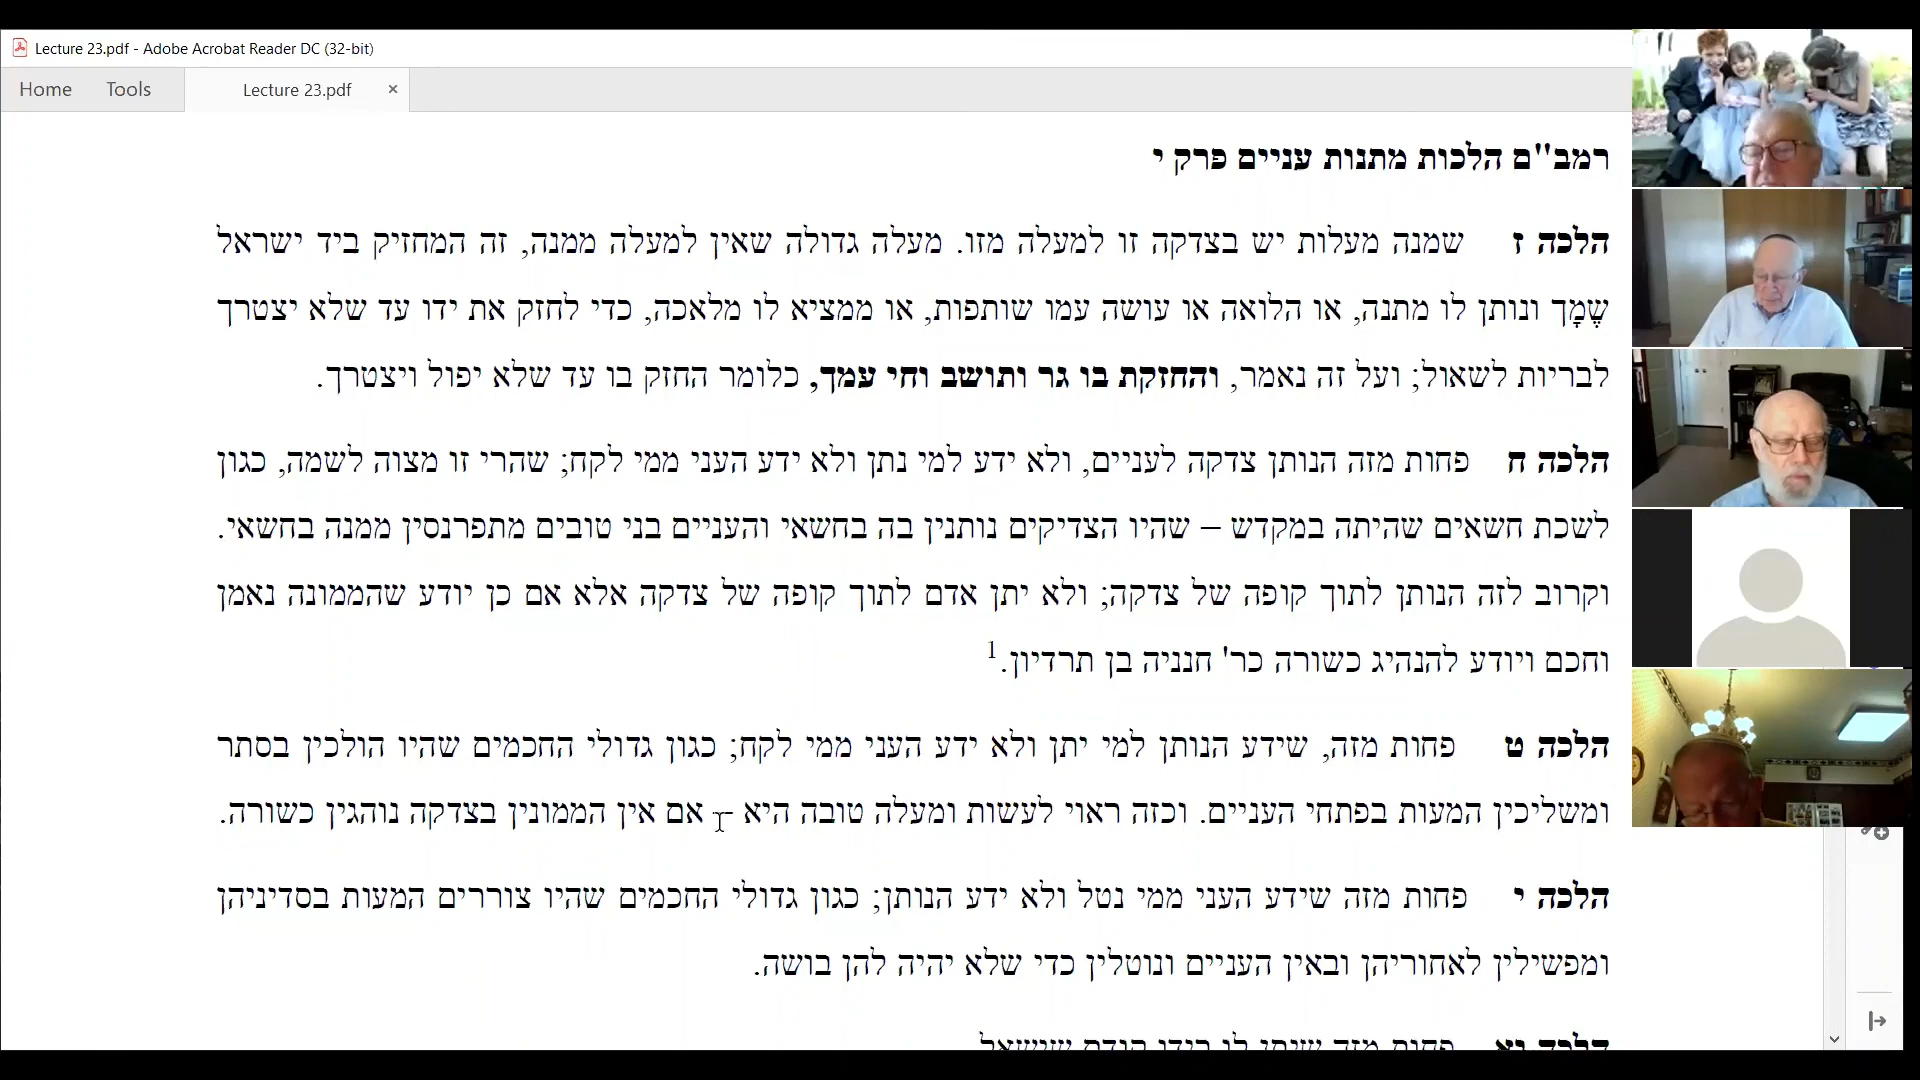 Lecture 23.pdf - Adobe Acrobat Reader DC (32-bit)
Home Tools Lecture 23.pdf ×
רמב"ם הלכות מתנות עניים פרק י
הלכה ז שמנה מעלות יש בצדקה זו למעלה מזו. מעלה גדולה שאין למעלה ממנה, זה המחזיק ביד ישראל
שֶמָך ונותן לו מתנה, או הלואה או עושה עמו שותפות, או ממציא לו מלאכה, כדי לחזק את ידו עד שלא יצטרך
לבריות לשאול; ועל זה נאמר, והחזקת בו גר ותושב וחי עמך, כלומר החזק בו עד שלא יפול ויצטרך.
הלכה ח פחות מזה הנותן צדקה לעניים, ולא ידע למי נתן ולא ידע העני ממי לקח; שהרי זו מצוה לשמה, כגון
לשכת חשאים שהיתה במקדש – שהיו הצדיקים נותנין בה בחשאי והעניים בני טובים מתפרנסין ממנה בחשאי.
וקרוב לזה הנותן לתוך קופה של צדקה; ולא יתן אדם לתוך קופה של צדקה אלא אם כן יודע שהממונה נאמן
וחכם ויודע להנהיג כשורה כר' חנניה בן תרדיון.1
הלכה ט פחות מזה, שידע הנותן למי יתן ולא ידע העני ממי לקח; כגון גדולי החכמים שהיו הולכין בסתר
ומשליכין המעות בפתחי העניים. וכזה ראוי לעשות ומעלה טובה היא – אם אין הממונין בצדקה נוהגין כשורה.
הלכה י פחות מזה שידע העני ממי נטל ולא ידע הנותן; כגון גדולי החכמים שהיו צוררים המעות בסדיניהן
ומפשילין לאחוריהן ובאין העניים ונוטלין כדי שלא יהיה להן בושה.
הלכה יא פחות מזה שיתן לו בידו קודם שישאל